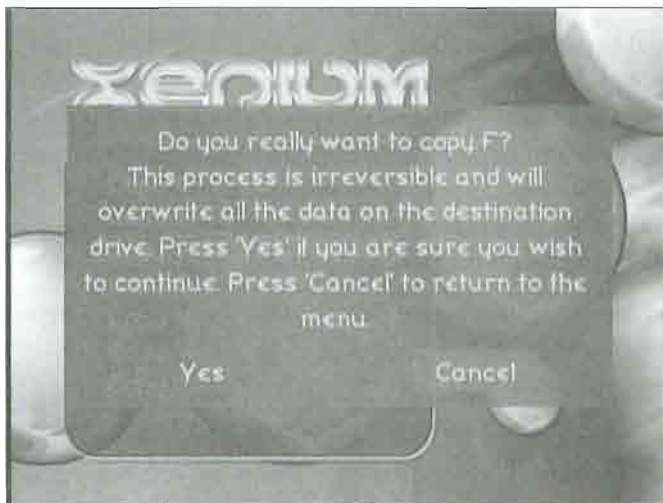 XENIUM
Do you really want to copy F?
This process is irreversible and will
overwrite all the data on the destination
drive. Press 'Yes' if you are sure you wish
to continue. Press 'Cancel' to return to the
menu.
Yes Cancel